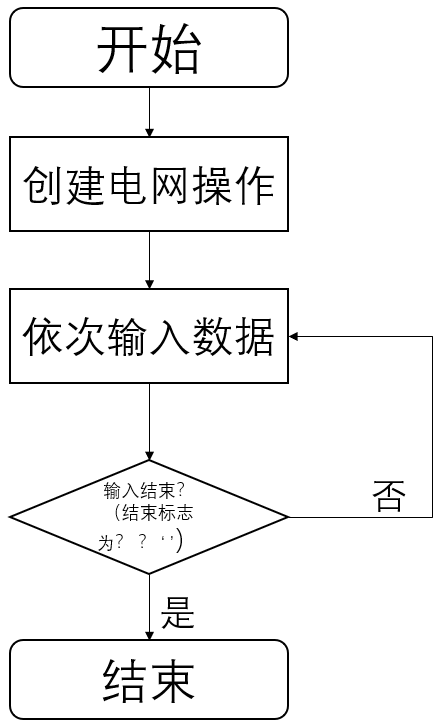 开始
创建电网操作
依次输入数据
输入结束？
（结束标志
为？？‘’）
否
是
结束